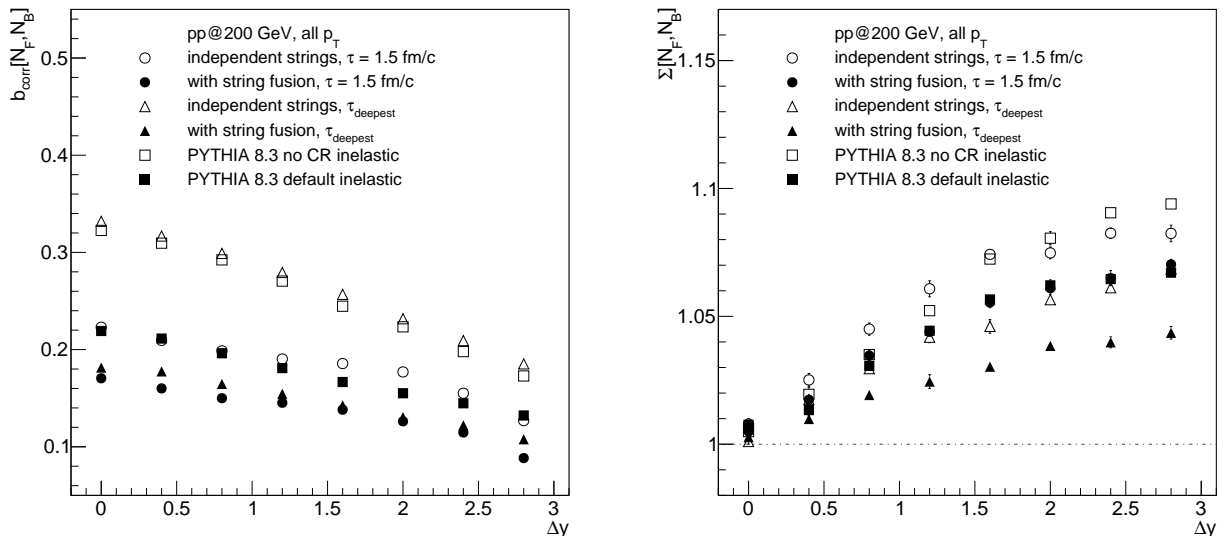 b_corr[N_F,N_B]
0.5
0.4
0.3
0.2
0.1
pp@200 GeV, all p_T
independent strings, τ = 1.5 fm/c
with string fusion, τ = 1.5 fm/c
independent strings, τ_deepest
with string fusion, τ_deepest
PYTHIA 8.3 no CR inelastic
PYTHIA 8.3 default inelastic
0 0.5 1 1.5 2 2.5 3
Δy
Σ[N_F,N_B]
1.15
1.1
1.05
1
pp@200 GeV, all p_T
independent strings, τ = 1.5 fm/c
with string fusion, τ = 1.5 fm/c
independent strings, τ_deepest
with string fusion, τ_deepest
PYTHIA 8.3 no CR inelastic
PYTHIA 8.3 default inelastic
0 0.5 1 1.5 2 2.5 3
Δy